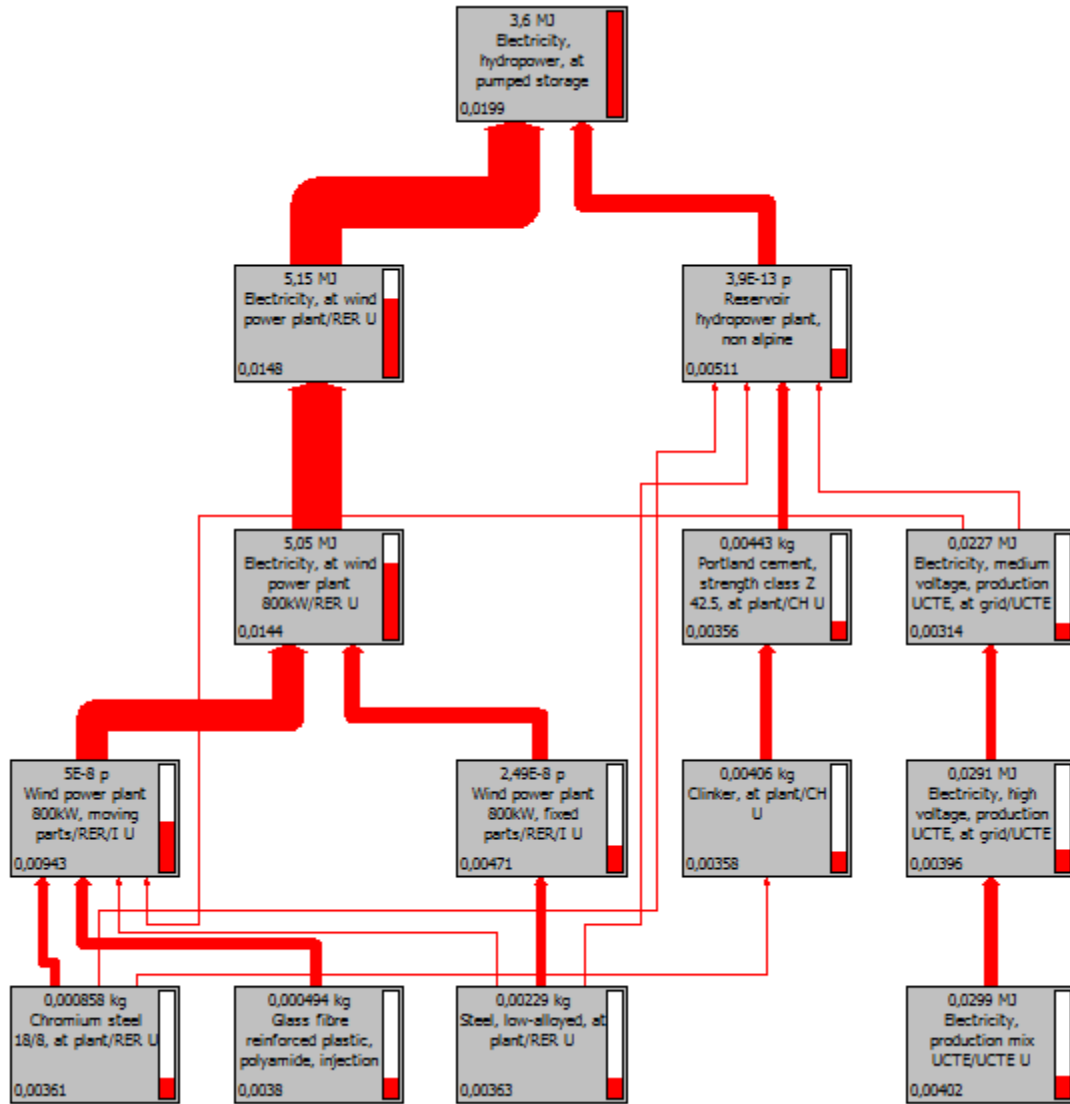 3,6 MJ
Electricity,
hydropower, at
pumped storage
0,0199
5,15 MJ
Electricity, at wind
power plant/RER U
0,0148
3,9E-13 p
Reservoir
hydropower plant,
non alpine
0,00511
5,05 MJ
Electricity, at wind
power plant
800kW/RER U
0,0144
0,00443 kg
Portland cement,
strength class Z
42.5, at plant/CH U
0,00356
0,0227 MJ
Electricity, medium
voltage, production
UCTE, at grid/UCTE
0,00314
5E-8 p
Wind power plant
800kW, moving
parts/RER/I U
0,00943
2,49E-8 p
Wind power plant
800kW, fixed
parts/RER/I U
0,00471
0,00406 kg
Clinker, at plant/CH
U
0,00358
0,0291 MJ
Electricity, high
voltage, production
UCTE, at grid/UCTE
0,00396
0,000858 kg
Chromium steel
18/8, at plant/RER U
0,00361
0,000494 kg
Glass fibre
reinforced plastic,
polyamide, injection
0,0038
0,00229 kg
Steel, low-alloyed, at
plant/RER U
0,00363
0,0299 MJ
Electricity,
production mix
UCTE/UCTE U
0,00402